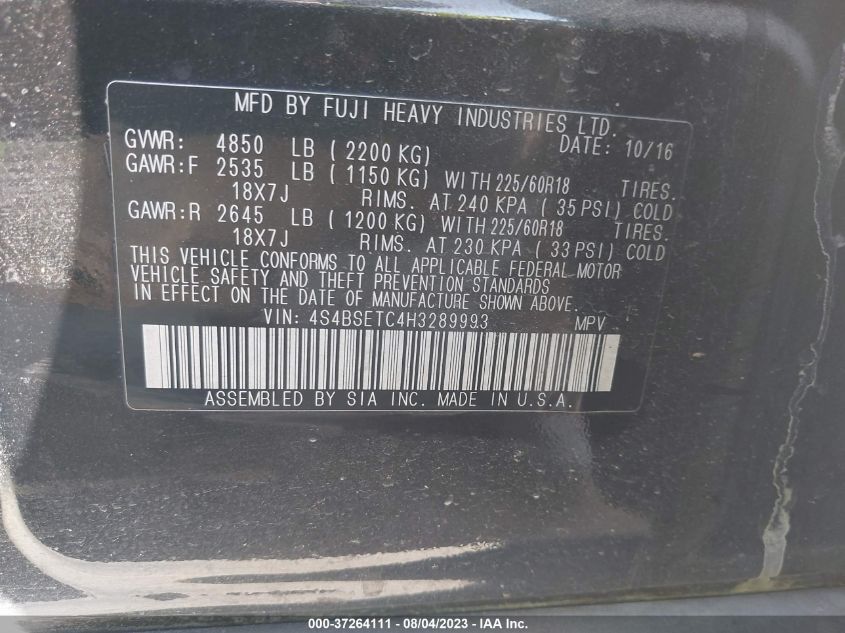 MFD BY FUJI HEAVY INDUSTRIES LTD.
GVWR: 4850 LB ( 2200 KG) DATE: 10/16
GAWR:F 2535 LB ( 1150 KG) WITH 225/60R18 TIRES.
18X7J RIMS. AT 240 KPA ( 35 PSI) COLD
GAWR:R 2645 LB ( 1200 KG) WITH 225/60R18 TIRES.
18X7J RIMS. AT 230 KPA ( 33 PSI) COLD
THIS VEHICLE CONFORMS TO ALL APPLICABLE FEDERAL MOTOR
VEHICLE SAFETY AND THEFT PREVENTION STANDARDS
IN EFFECT ON THE DATE OF MANUFACTURE SHOWN ABOVE.
VIN: 4S4BSETC4H3289993 MPV
ASSEMBLED BY SIA INC. MADE IN U.S.A.
000-37264111 - 08/04/2023 - © IAA Inc.